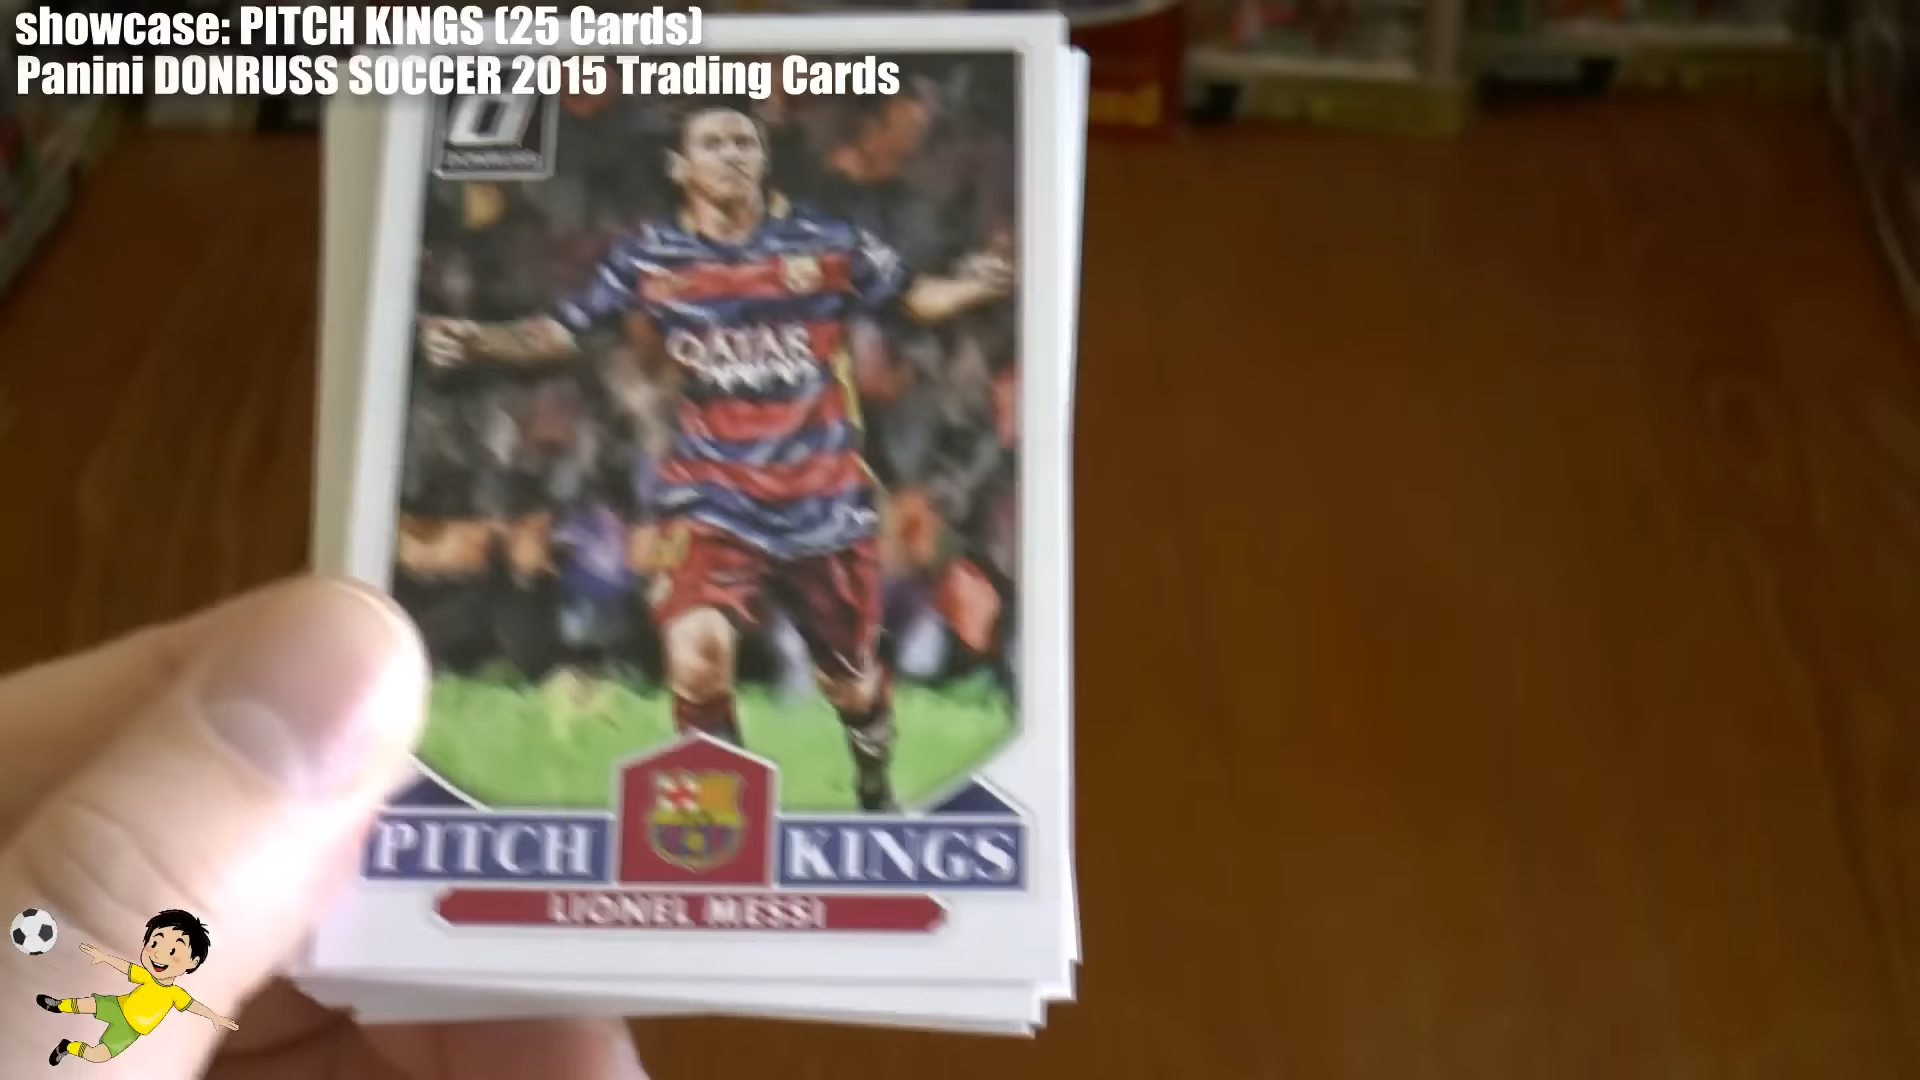 showcase: PITCH KINGS (25 Cards)
Panini DONRUSS SOCCER 2015 Trading Cards
DONRUSS
QATAR
PITCH KINGS
LIONEL MESSI